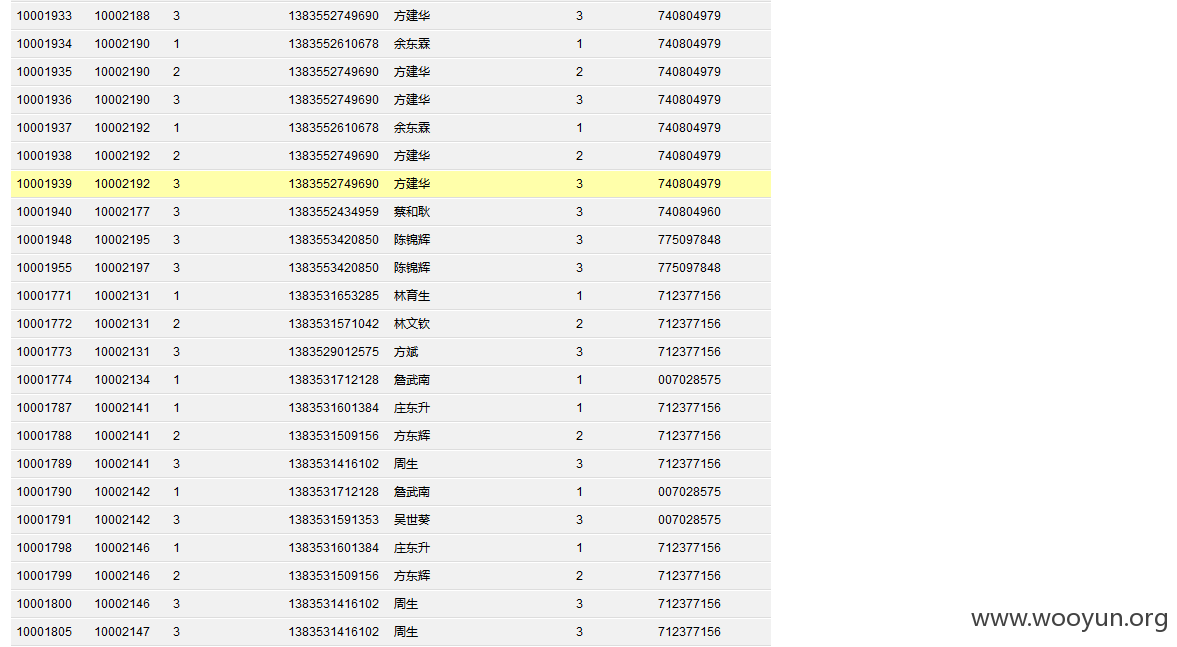 10001933 10002188 3 1383552749690 方建华 3 740804979
10001934 10002190 1 1383552610678 余东霖 1 740804979
10001935 10002190 2 1383552749690 方建华 2 740804979
10001936 10002190 3 1383552749690 方建华 3 740804979
10001937 10002192 1 1383552610678 余东霖 1 740804979
10001938 10002192 2 1383552749690 方建华 2 740804979
10001939 10002192 3 1383552749690 方建华 3 740804979
10001940 10002177 3 1383552434959 蔡和耿 3 740804960
10001948 10002195 3 1383553420850 陈锦辉 3 775097848
10001955 10002197 3 1383553420850 陈锦辉 3 775097848
10001771 10002131 1 1383531653285 林育生 1 712377156
10001772 10002131 2 1383531571042 林文钦 2 712377156
10001773 10002131 3 1383529012575 方斌 3 712377156
10001774 10002134 1 1383531712128 詹武南 1 007028575
10001787 10002141 1 1383531601384 庄东升 1 712377156
10001788 10002141 2 1383531509156 方东辉 2 712377156
10001789 10002141 3 1383531416102 周生 3 712377156
10001790 10002142 1 1383531712128 詹武南 1 007028575
10001791 10002142 3 1383531591353 吴世葵 3 007028575
10001798 10002146 1 1383531601384 庄东升 1 712377156
10001799 10002146 2 1383531509156 方东辉 2 712377156
10001800 10002146 3 1383531416102 周生 3 712377156
10001805 10002147 3 1383531416102 周生 3 712377156
www.wooyun.org